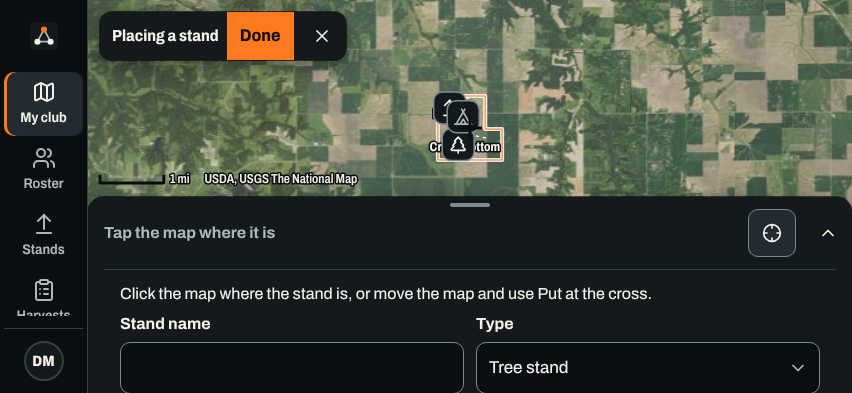 Placing a stand
Done
My club
Roster
Stands
Harvests
DM
1 mi
USDA, USGS The National Map
Tap the map where it is
Click the map where the stand is, or move the map and use Put at the cross.
Stand name
Type
Tree stand